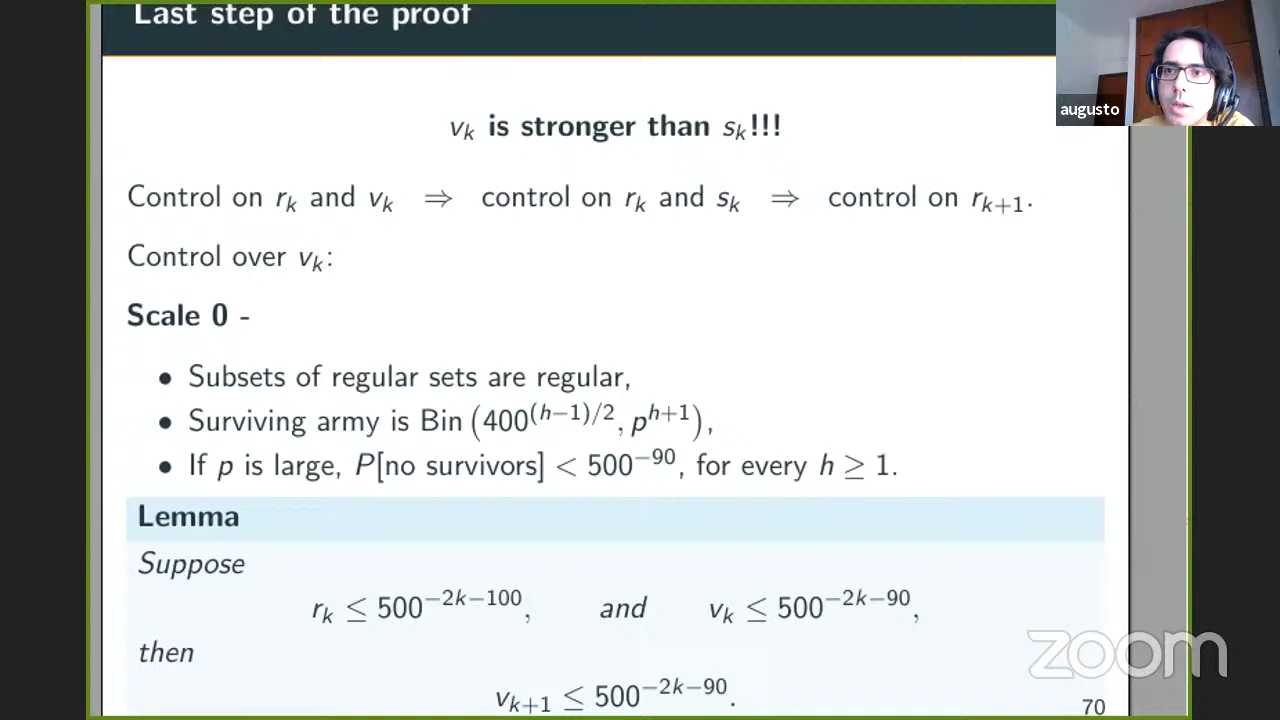 Last step of the proof
augusto
v_k is stronger than s_k!!!
Control on r_k and v_k ⇒ control on r_k and s_k ⇒ control on r_{k+1}.
Control over v_k:
Scale 0 -
• Subsets of regular sets are regular,
• Surviving army is Bin (400^{(h−1)/2}, p^{h+1}),
• If p is large, P[no survivors] < 500^{−90}, for every h ≥ 1.
Lemma
Suppose
r_k ≤ 500^{−2k−100}, and v_k ≤ 500^{−2k−90},
then
v_{k+1} ≤ 500^{−2k−90}.
zoom
70